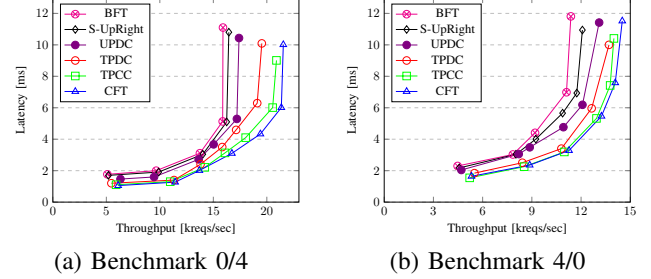 12
10
8
6
4
2
0
Latency [ms]
BFT
S-UpRight
UPDC
TPDC
TPCC
CFT
0
5
10
15
20
Throughput [kreqs/sec]
(a) Benchmark 0/4
12
10
8
6
4
2
0
Latency [ms]
BFT
S-UpRight
UPDC
TPDC
TPCC
CFT
0
3
6
9
12
15
Throughput [kreqs/sec]
(b) Benchmark 4/0